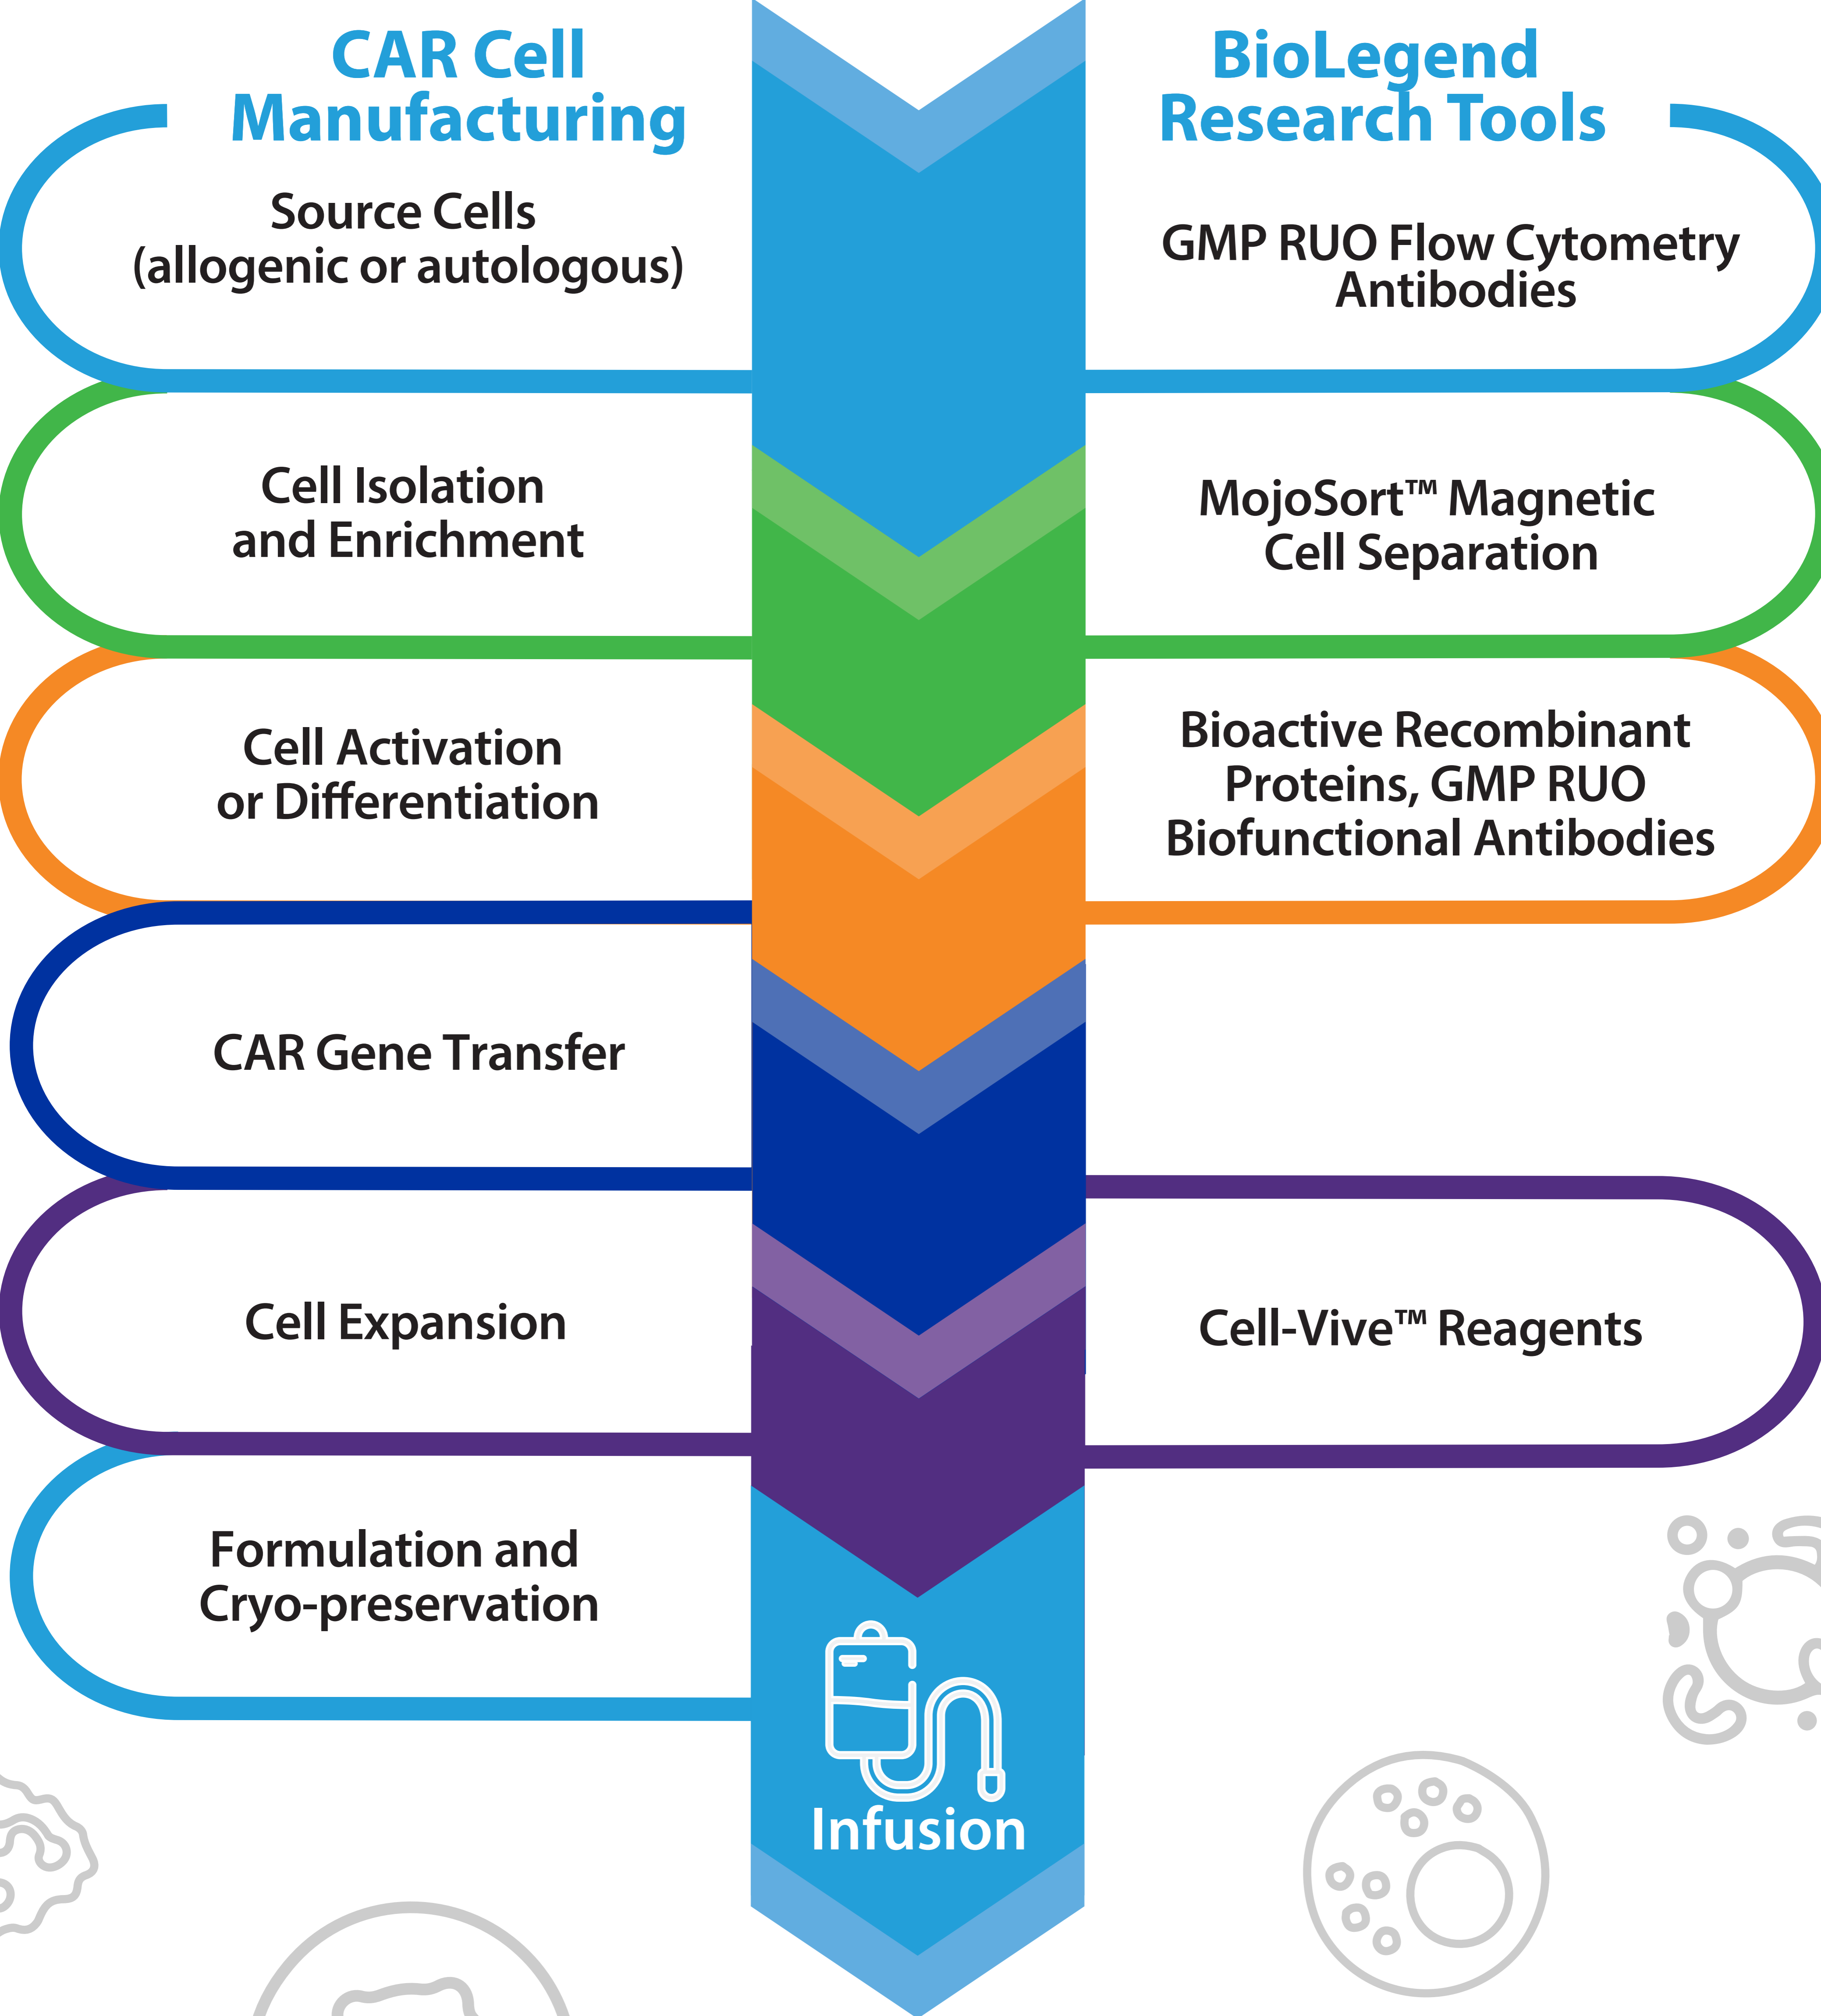 CAR Cell
Manufacturing
Source Cells
(allogenic or autologous)
Cell Isolation
and Enrichment
Cell Activation
or Differentiation
CAR Gene Transfer
Cell Expansion
Formulation and
Cryo-preservation
BioLegend
Research Tools
GMP RUO Flow Cytometry
Antibodies
MojoSort™ Magnetic
Cell Separation
Bioactive Recombinant
Proteins, GMP RUO
Biofunctional Antibodies
Cell-Vive™ Reagents
Infusion